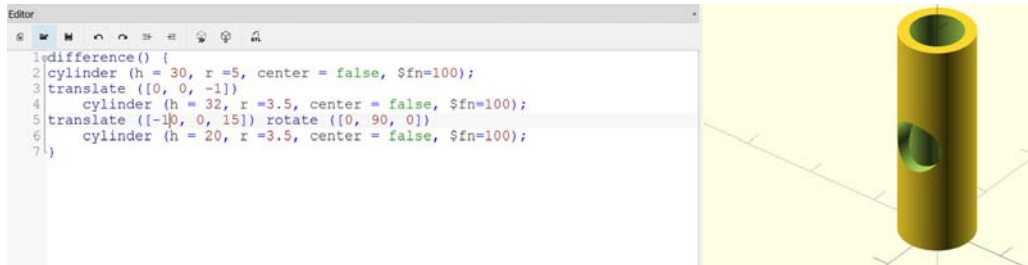 Editor
1 difference() {
2 cylinder (h = 30, r =5, center = false, $fn=100);
3 translate ([0, 0, -1])
4     cylinder (h = 32, r =3.5, center = false, $fn=100);
5 translate ([-10, 0, 15]) rotate ([0, 90, 0])
6     cylinder (h = 20, r =3.5, center = false, $fn=100);
7 }